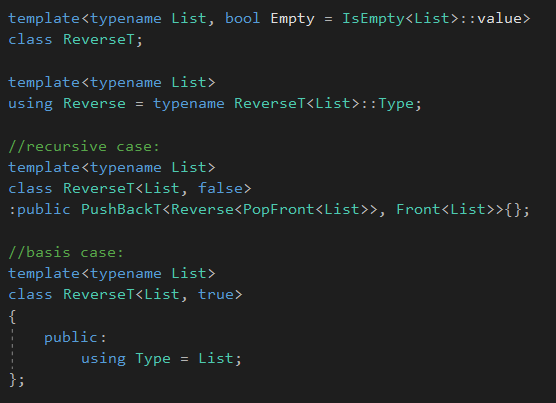 template<typename List, bool Empty = IsEmpty<List>::value>
class ReverseT;

template<typename List>
using Reverse = typename ReverseT<List>::Type;

//recursive case:
template<typename List>
class ReverseT<List, false>
:public PushBackT<Reverse<PopFront<List>>, Front<List>>{};

//basis case:
template<typename List>
class ReverseT<List, true>
{
    public:
        using Type = List;
};